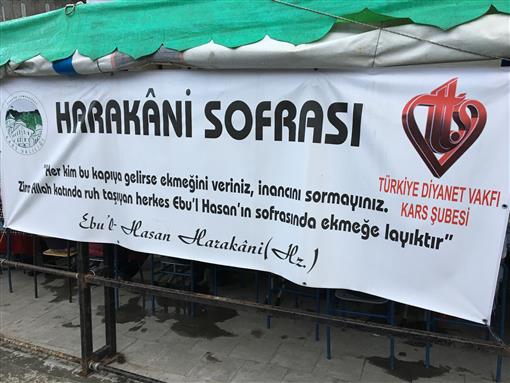 HARAKÂNİ SOFRASI
"Her kim bu kapıya gelirse ekmeğini veriniz, inancını sormayınız.
Zira Allah katında ruh taşıyan herkes Ebu'l Hasan'ın sofrasında ekmeğe layıktır"
Ebu'l- Hasan Harakâni (Hz.)
TÜRKİYE DİYANET VAKFI
KARS ŞUBESİ